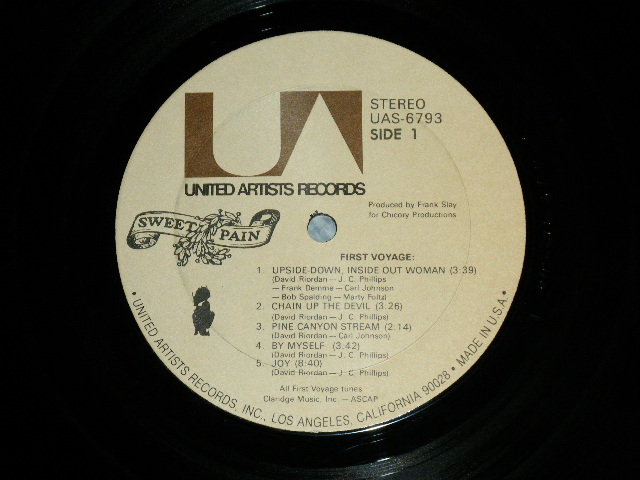 UA
UNITED ARTISTS RECORDS
STEREO
UAS-6793
SIDE 1
Produced by Frank Slay
for Chicory Productions
SWEET PAIN
FIRST VOYAGE:
1. UPSIDE-DOWN, INSIDE OUT WOMAN (3:39)
(David Riordan — J. C. Phillips
— Frank Demme — Carl Johnson
— Bob Spalding — Marty Foltz)
2. CHAIN UP THE DEVIL (3:26)
(David Riordan — J. C. Phillips)
3. PINE CANYON STREAM (2:14)
(David Riordan — Carl Johnson)
4. BY MYSELF (3:42)
(David Riordan — J. C. Phillips)
5. JOY (8:40)
(David Riordan — J. C. Phillips)
All First Voyage tunes
Claridge Music, Inc. — ASCAP
• UNITED ARTISTS RECORDS, INC., LOS ANGELES, CALIFORNIA 90028 • MADE IN U.S.A. •